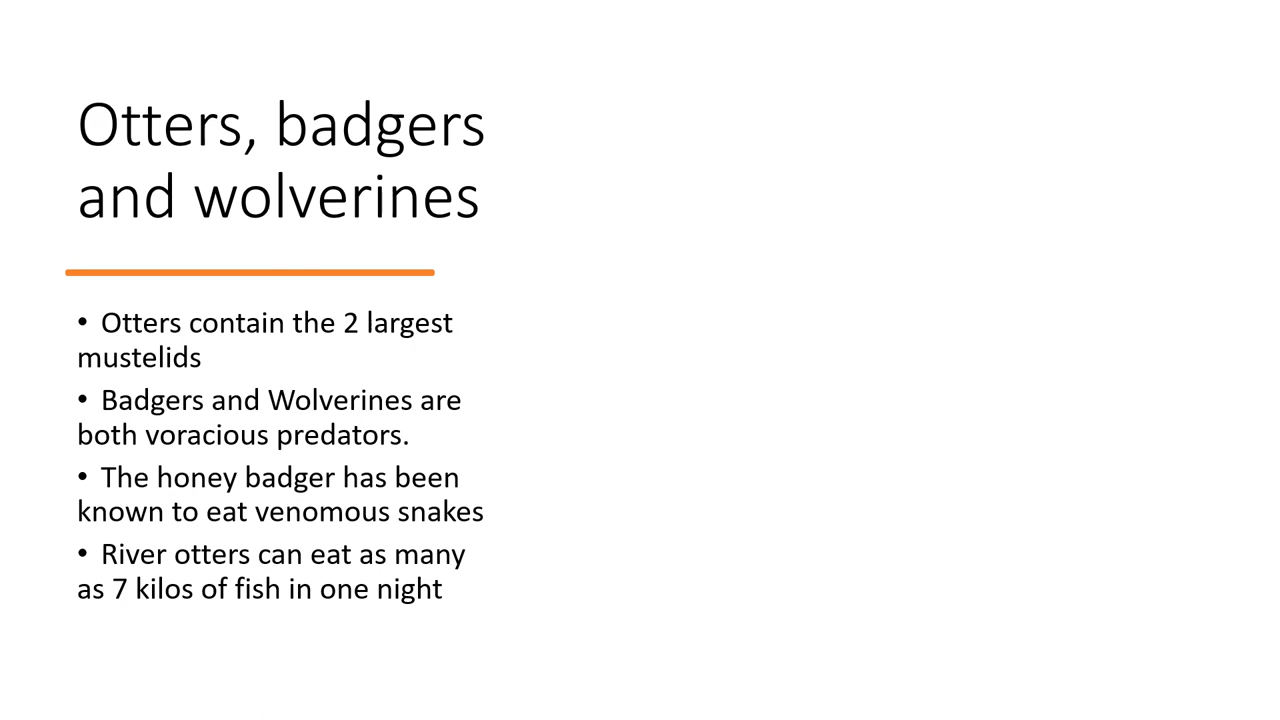 Otters, badgers
and wolverines
• Otters contain the 2 largest
mustelids
• Badgers and Wolverines are
both voracious predators.
• The honey badger has been
known to eat venomous snakes
• River otters can eat as many
as 7 kilos of fish in one night